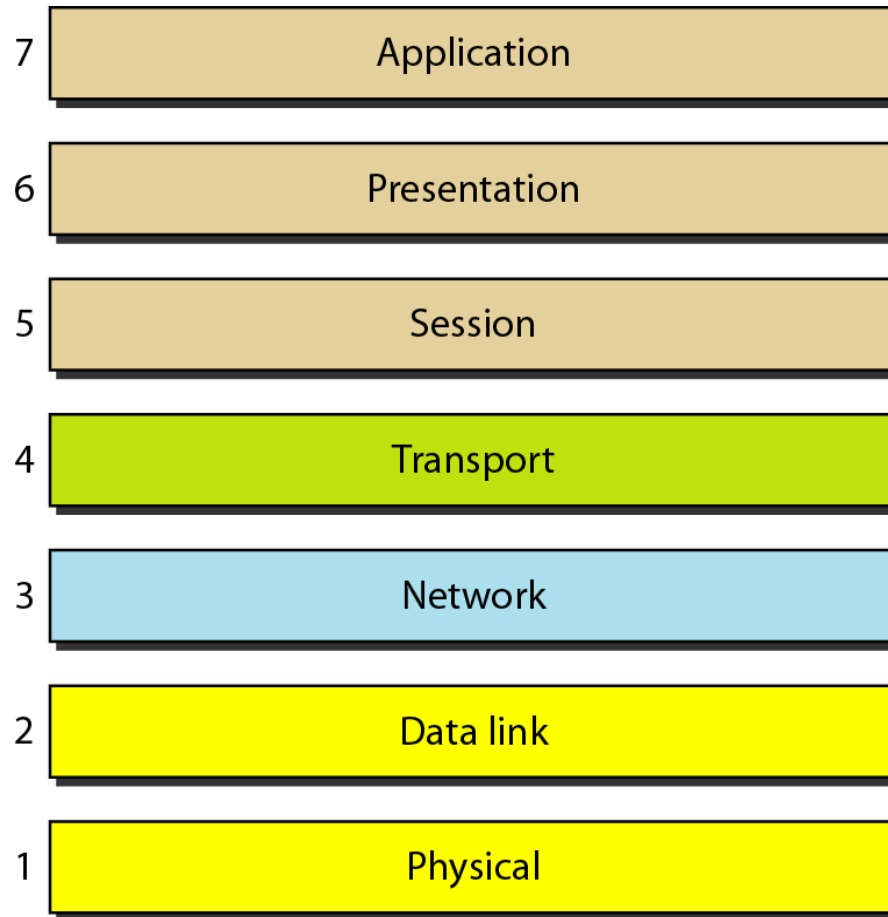 7 Application
6 Presentation
5 Session
4 Transport
3 Network
2 Data link
1 Physical